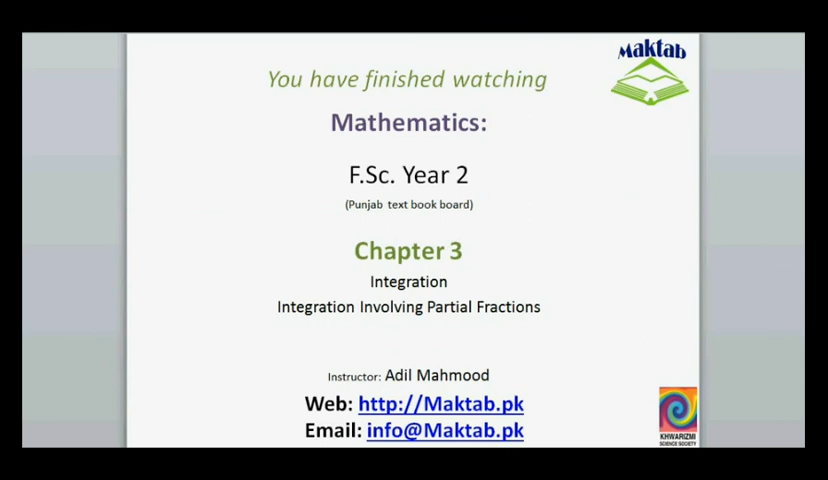 Maktab
You have finished watching
Mathematics:
F.Sc. Year 2
(Punjab text book board)
Chapter 3
Integration
Integration Involving Partial Fractions
Instructor: Adil Mahmood
Web: http://Maktab.pk
Email: info@Maktab.pk
KHWARIZMI
SCIENCE SOCIETY